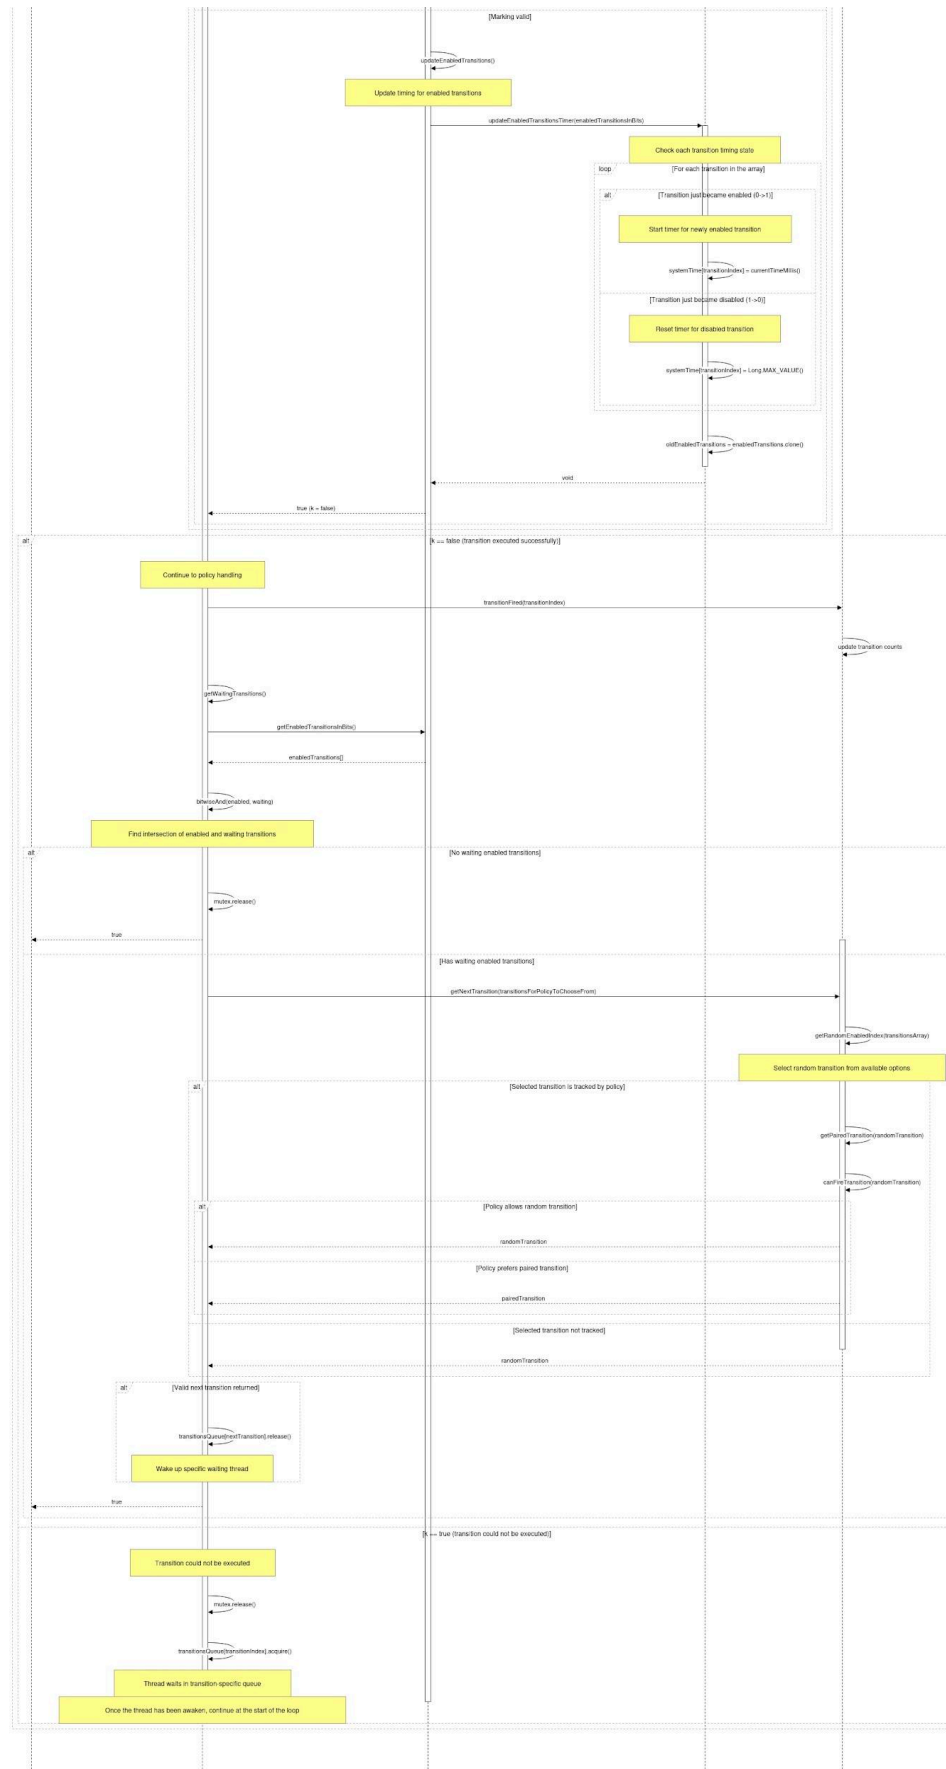 [Marking valid]
updateEnabledTransitions()
Update timing for enabled transitions
updateEnabledTransitionsTimer(enabledTransitionsInBits)
Check each transition timing state
loop
[For each transition in the array]
alt
[Transition just became enabled (0->1)]
Start timer for newly enabled transition
systemTime[transitionIndex] = currentTimeMillis()
[Transition just became disabled (1->0)]
Reset timer for disabled transition
systemTime[transitionIndex] = Long.MAX_VALUE()
oldEnabledTransitions = enabledTransitions.clone()
void
true (k = false)
alt
[k == false (transition executed successfully)]
Continue to policy handling
transitionFired(transitionIndex)
update transition counts
getWaitingTransitions()
getEnabledTransitionsInBits()
enabledTransitions[]
bitwiseAnd(enabled, waiting)
Find intersection of enabled and waiting transitions
alt
[No waiting enabled transitions]
mutex.release()
true
[Has waiting enabled transitions]
getNextTransition(transitionsForPolicyToChooseFrom)
getRandomEnabledIndex(transitionsArray)
Select random transition from available options
alt
[Selected transition is tracked by policy]
getPairedTransition(randomTransition)
canFireTransition(randomTransition)
alt
[Policy allows random transition]
randomTransition
[Policy prefers paired transition]
pairedTransition
[Selected transition not tracked]
randomTransition
alt
[Valid next transition returned]
transitionsQueue[nextTransition].release()
Wake up specific waiting thread
true
[k == true (transition could not be executed)]
Transition could not be executed
mutex.release()
transitionsQueue[transitionIndex].acquire()
Thread waits in transition-specific queue
Once the thread has been awaken, continue at the start of the loop